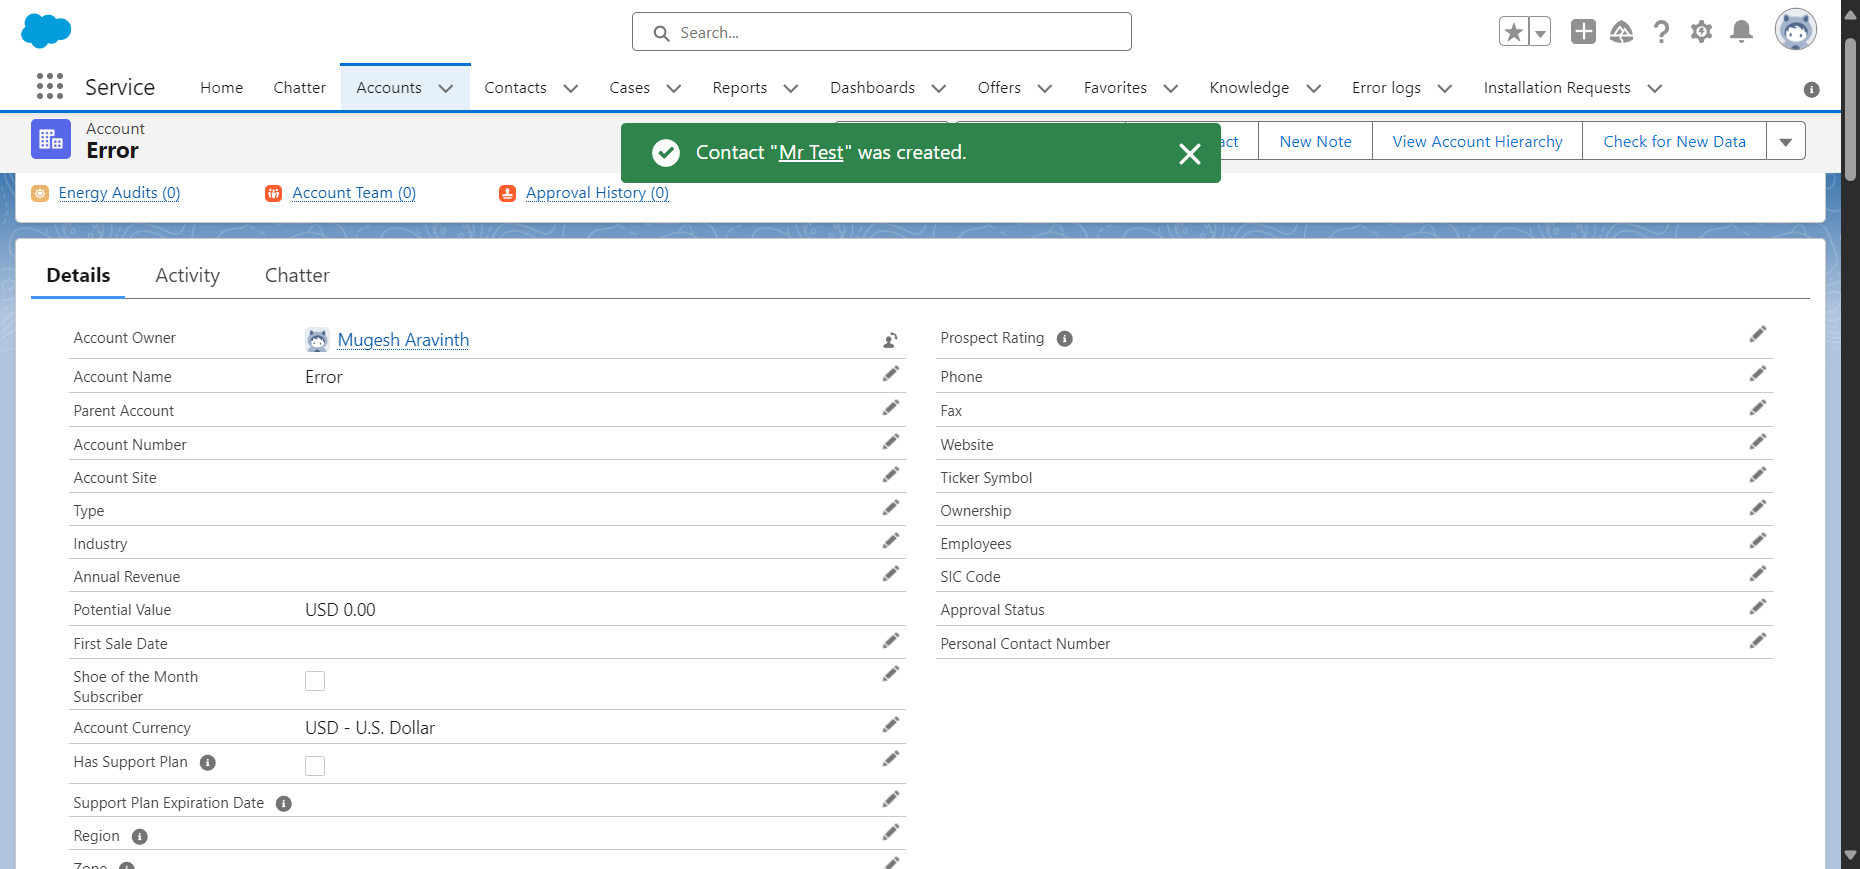 Search...
Service
Home
Chatter
Accounts
Contacts
Cases
Reports
Dashboards
Offers
Favorites
Knowledge
Error logs
Installation Requests
Account
Error
Contact "Mr Test" was created.
New Note
View Account Hierarchy
Check for New Data
Energy Audits (0)
Account Team (0)
Approval History (0)
Details
Activity
Chatter
Account Owner
Mugesh Aravinth
Account Name
Error
Parent Account
Account Number
Account Site
Type
Industry
Annual Revenue
Potential Value
USD 0.00
First Sale Date
Shoe of the Month
Subscriber
Account Currency
USD - U.S. Dollar
Has Support Plan
Support Plan Expiration Date
Region
Zone
Prospect Rating
Phone
Fax
Website
Ticker Symbol
Ownership
Employees
SIC Code
Approval Status
Personal Contact Number